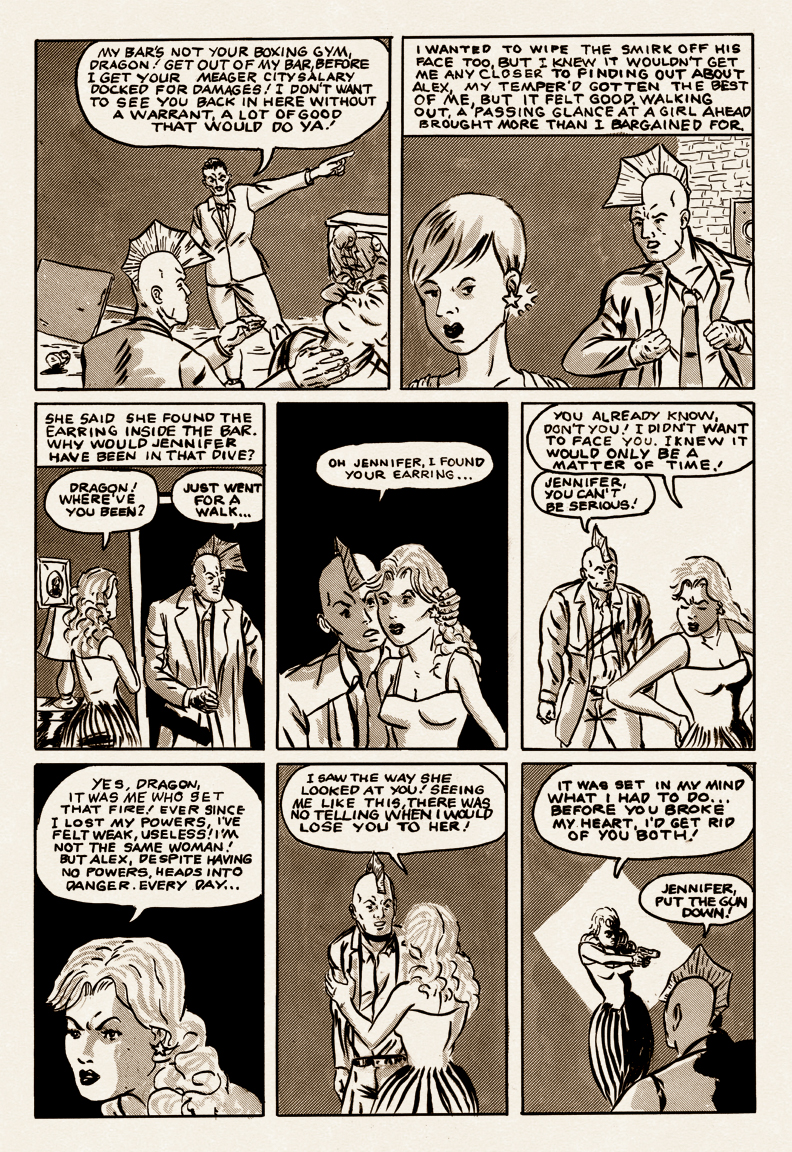 MY BAR'S NOT YOUR BOXING GYM,
DRAGON! GET OUT OF MY BAR, BEFORE
I GET YOUR MEAGER CITY SALARY
DOCKED FOR DAMAGES! I DON'T WANT
TO SEE YOU BACK IN HERE WITHOUT
A WARRANT, A LOT OF GOOD
THAT WOULD DO YA!
I WANTED TO WIPE THE SMIRK OFF HIS
FACE TOO, BUT I KNEW IT WOULDN'T GET
ME ANY CLOSER TO FINDING OUT ABOUT
ALEX, MY TEMPER'D GOTTEN THE BEST
OF ME, BUT IT FELT GOOD, WALKING
OUT, A PASSING GLANCE AT A GIRL AHEAD
BROUGHT MORE THAN I BARGAINED FOR.
SHE SAID SHE FOUND THE
EARRING INSIDE THE BAR.
WHY WOULD JENNIFER
HAVE BEEN IN THAT DIVE?
DRAGON!
WHERE'VE
YOU BEEN?
JUST WENT
FOR A
WALK...
OH JENNIFER, I FOUND
YOUR EARRING...
YOU ALREADY KNOW,
DON'T YOU! I DIDN'T WANT
TO FACE YOU. I KNEW IT
WOULD ONLY BE A
MATTER OF TIME!
JENNIFER,
YOU CAN'T
BE SERIOUS!
YES, DRAGON,
IT WAS ME WHO SET
THAT FIRE! EVER SINCE
I LOST MY POWERS, I'VE
FELT WEAK, USELESS! I'M
NOT THE SAME WOMAN!
BUT ALEX, DESPITE HAVING
NO POWERS, HEADS INTO
DANGER EVERY DAY...
I SAW THE WAY SHE
LOOKED AT YOU! SEEING
ME LIKE THIS, THERE WAS
NO TELLING WHEN I WOULD
LOSE YOU TO HER!
IT WAS SET IN MY MIND
WHAT I HAD TO DO...
BEFORE YOU BROKE
MY HEART, I'D GET RID
OF YOU BOTH!
JENNIFER,
PUT THE GUN
DOWN!